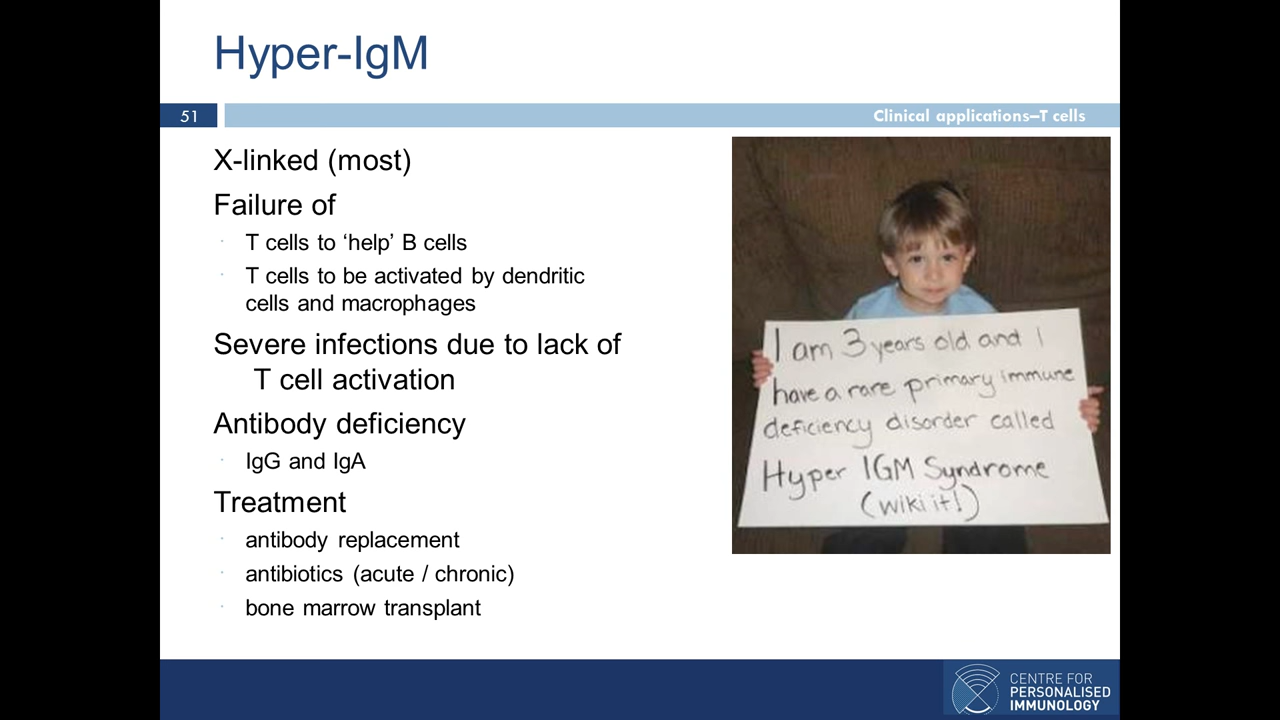 Hyper-IgM
51
Clinical applications–T cells
X-linked (most)
Failure of
T cells to ‘help’ B cells
T cells to be activated by dendritic
cells and macrophages
Severe infections due to lack of
T cell activation
Antibody deficiency
IgG and IgA
Treatment
antibody replacement
antibiotics (acute / chronic)
bone marrow transplant
I am 3 years old and I
have a rare primary immune
deficiency disorder called
Hyper IGM Syndrome
(wiki it!)
CENTRE FOR
PERSONALISED
IMMUNOLOGY